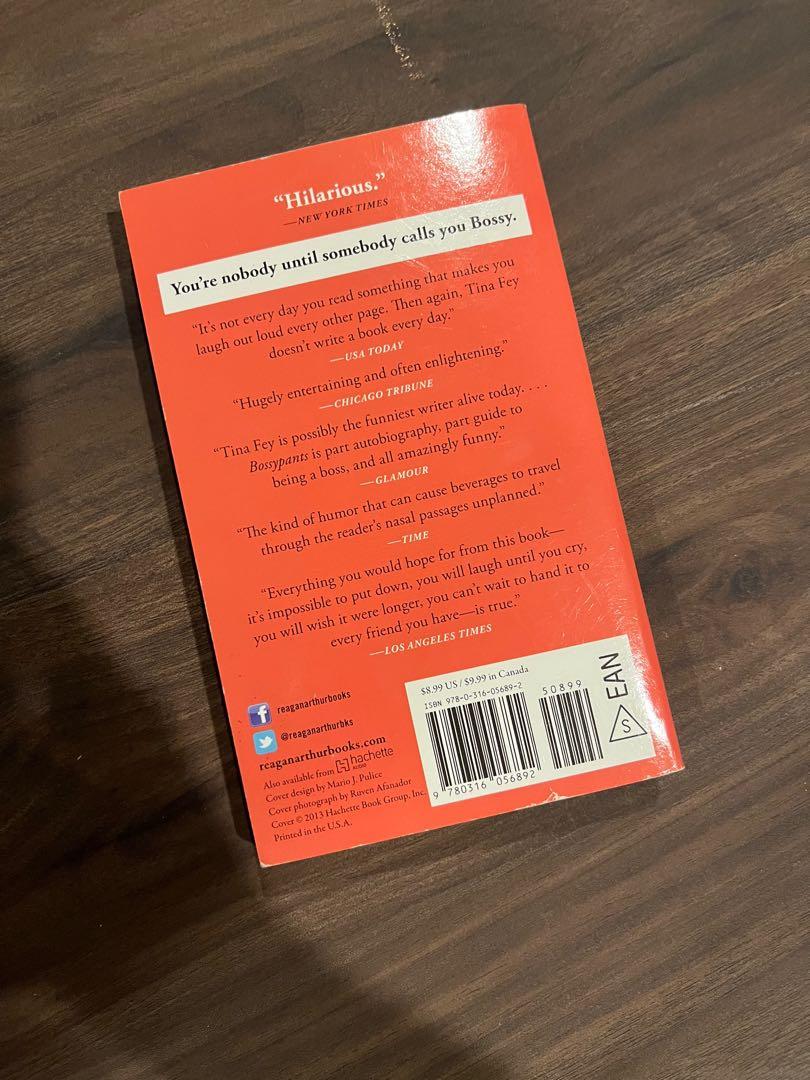 “Hilarious.”
—NEW YORK TIMES
You’re nobody until somebody calls you Bossy.
“It’s not every day you read something that makes you
laugh out loud every other page. Then again, Tina Fey
doesn’t write a book every day.”
—USA TODAY
“Hugely entertaining and often enlightening.”
—CHICAGO TRIBUNE
“Tina Fey is possibly the funniest writer alive today. . . .
Bossypants is part autobiography, part guide to
being a boss, and all amazingly funny.”
—GLAMOUR
“The kind of humor that can cause beverages to travel
through the reader’s nasal passages unplanned.”
—TIME
“Everything you would hope for from this book—
it’s impossible to put down, you will laugh until you cry,
you will wish it were longer, you can’t wait to hand it to
every friend you have—is true.”
—LOS ANGELES TIMES
f reaganarthurbooks
@reaganarthurbks
reaganarthurbooks.com
Also available from hachette
AUDIO
Cover design by Mario J. Pulice
Cover photograph by Ruven Afanador
Cover © 2013 Hachette Book Group, Inc.
Printed in the U.S.A.
$8.99 US / $9.99 in Canada
ISBN 978-0-316-05689-2
50899
9 780316 056892
S
EAN